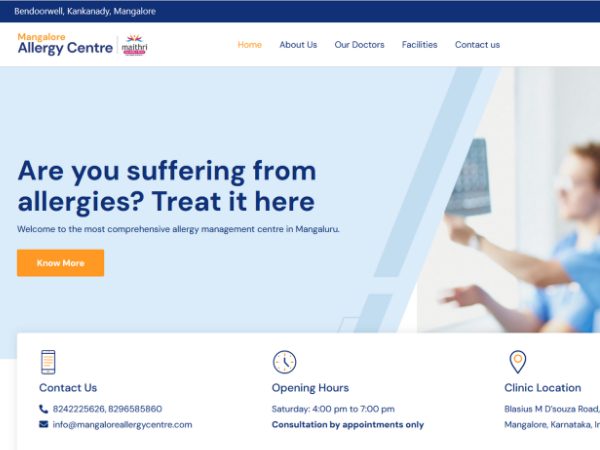 Bendoorwell, Kankanady, Mangalore
Mangalore
Allergy Centre
maithri
Home About Us Our Doctors Facilities Contact us
Are you suffering from
allergies? Treat it here
Welcome to the most comprehensive allergy management centre in Mangaluru.
Know More
Contact Us
8242225626, 8296585860
info@mangaloreallergycentre.com
Opening Hours
Saturday: 4:00 pm to 7:00 pm
Consultation by appointments only
Clinic Location
Blasius M D'souza Road,
Mangalore, Karnataka, In